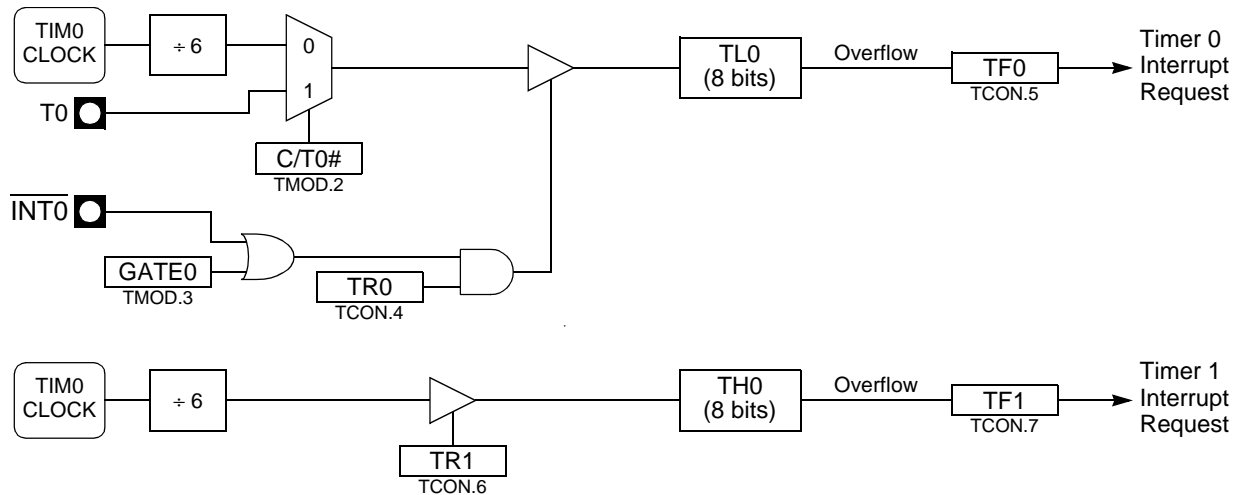 TIM0
CLOCK
÷ 6
0
1
T0
C/T0#
TMOD.2
TL0
(8 bits)
Overflow
TF0
TCON.5
Timer 0
Interrupt
Request
INT0
GATE0
TMOD.3
TR0
TCON.4
TIM0
CLOCK
÷ 6
TR1
TCON.6
TH0
(8 bits)
Overflow
TF1
TCON.7
Timer 1
Interrupt
Request